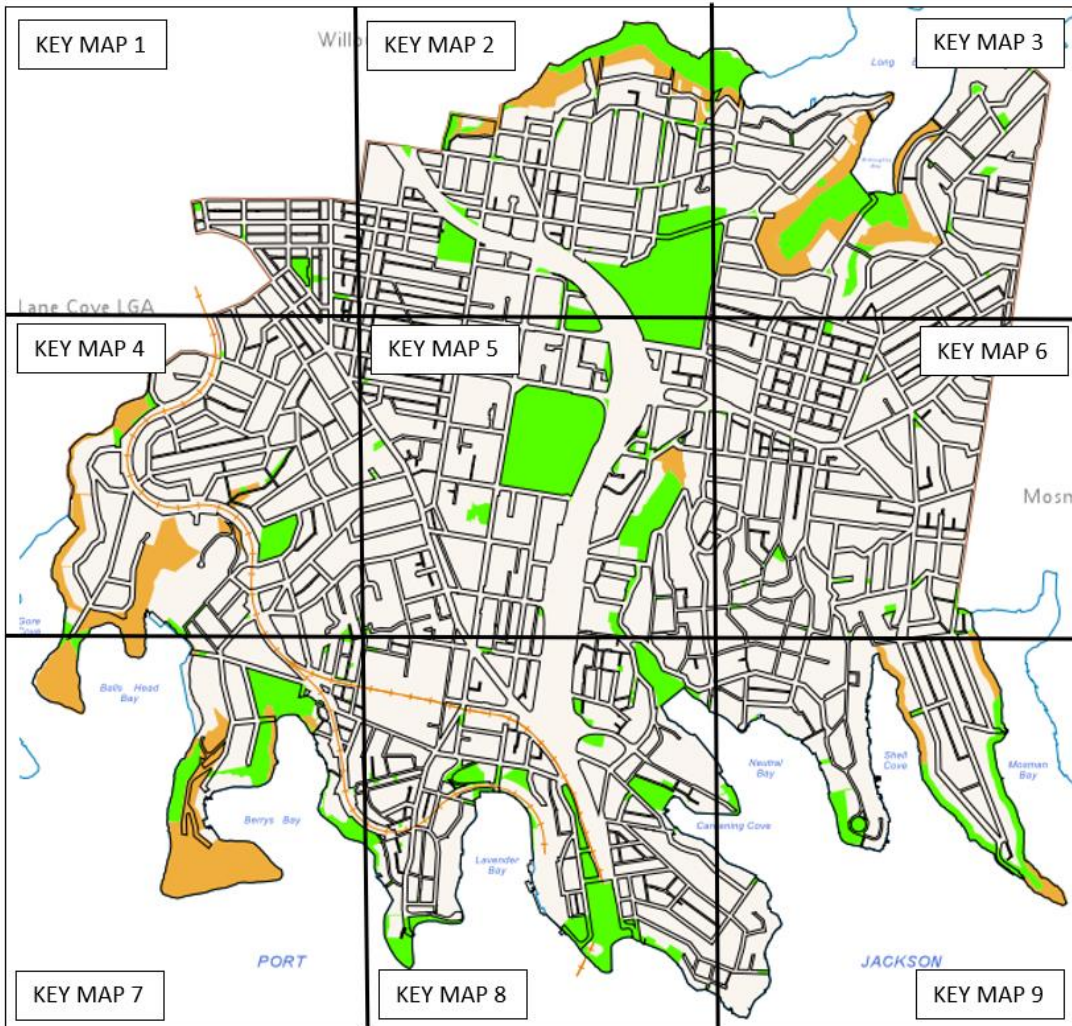 KEY MAP 1
KEY MAP 2
KEY MAP 3
Long
Lane Cove LGA
KEY MAP 4
KEY MAP 5
KEY MAP 6
Mosm
Gore
Balls Head
Bay
Neutral
Bay
Shell
Cove
Mosman
Bay
Berrys Bay
Careening Cove
Lavender
Bay
PORT
JACKSON
KEY MAP 7
KEY MAP 8
KEY MAP 9